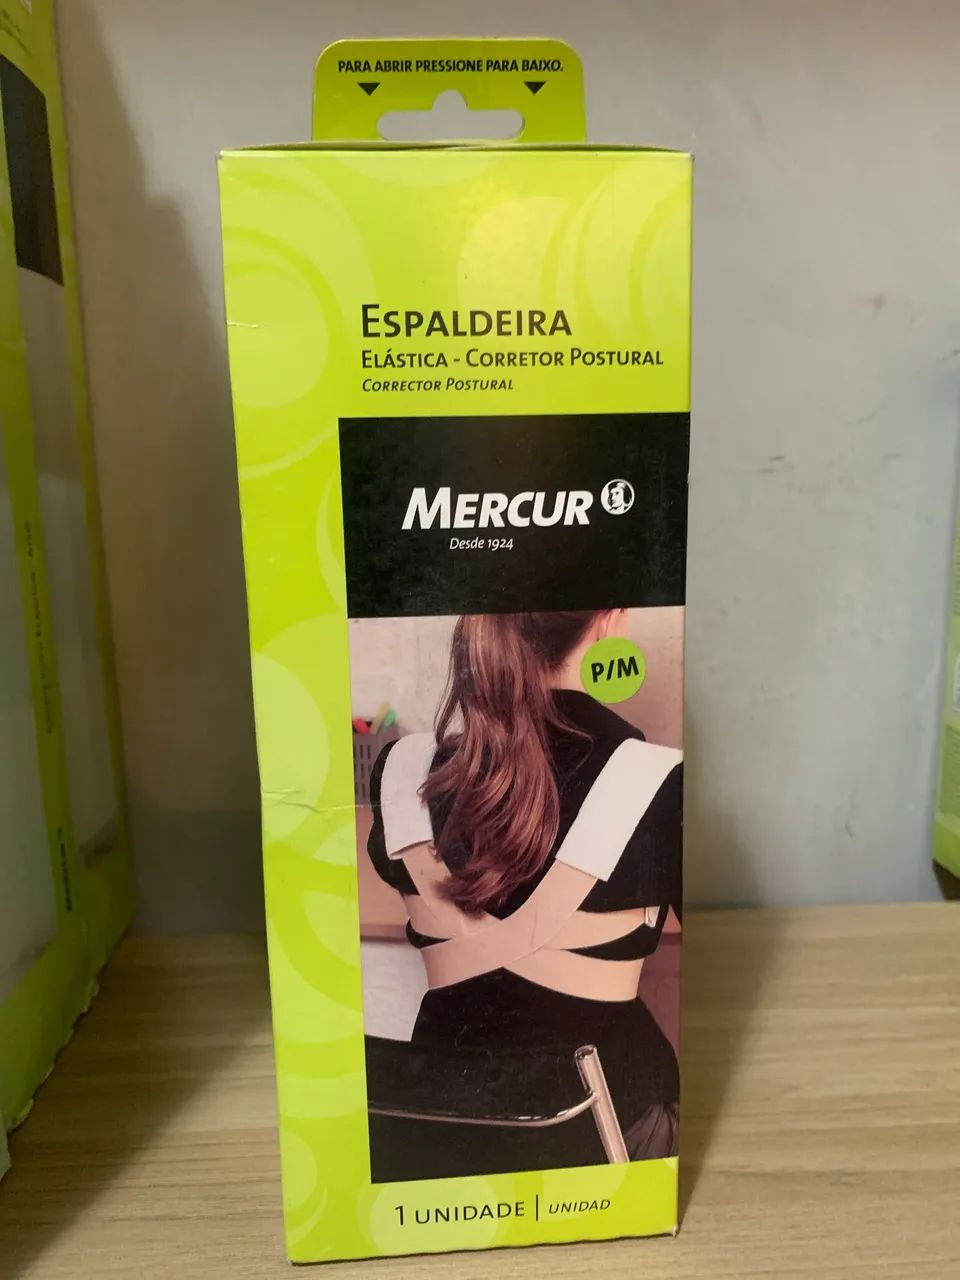 PARA ABRIR PRESSIONE PARA BAIXO.
ESPALDEIRA
ELÁSTICA - CORRETOR POSTURAL
CORRECTOR POSTURAL
MERCUR
Desde 1924
P/M
1 UNIDADE | UNIDAD